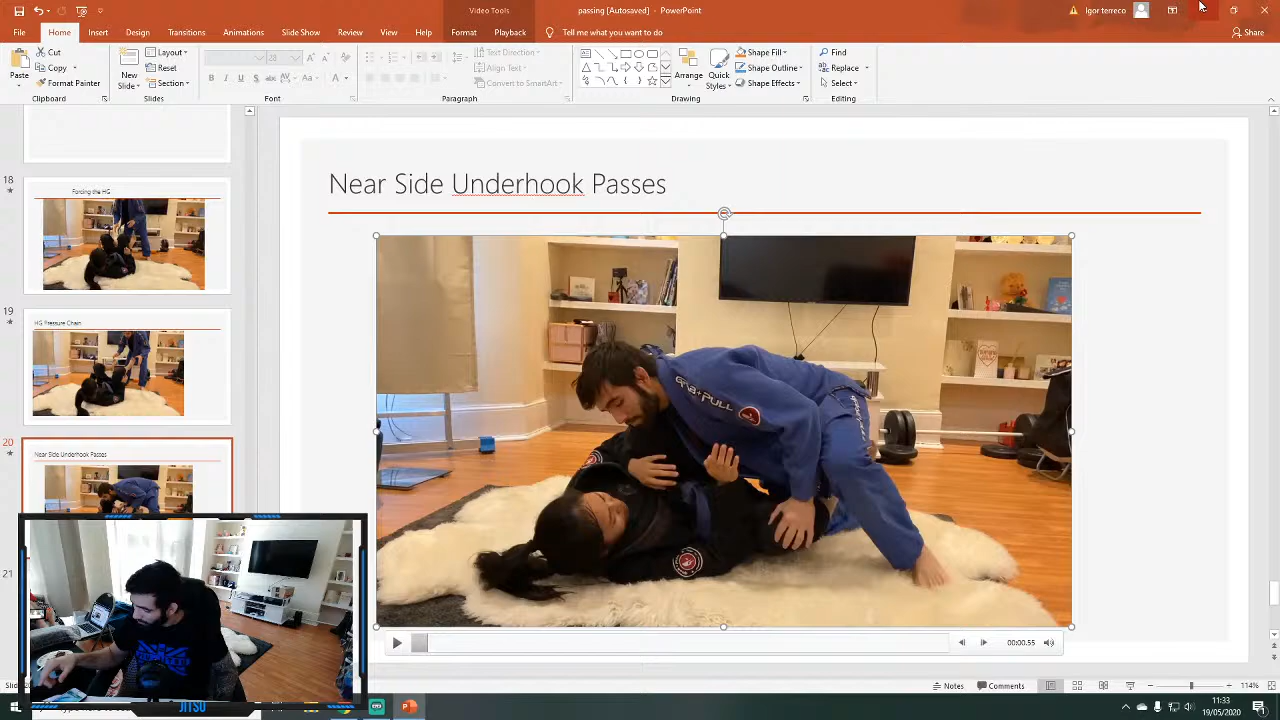 Video Tools
passing [Autosaved] - PowerPoint
Igor terreco
File
Home
Insert
Design
Transitions
Animations
Slide Show
Review
View
Help
Format
Playback
Tell me what you want to do
Share
Paste
Cut
Copy
Format Painter
Clipboard
New Slide
Layout
Reset
Section
Slides
28
Font
Text Direction
Align Text
Convert to SmartArt
Paragraph
Arrange
Quick Styles
Shape Fill
Shape Outline
Shape Effects
Drawing
Find
Replace
Select
Editing
18
Forcing the HG
19
HG Pressure Chain
20
Near Side Underhook Passes
21
Near Side Underhook Passes
00:00.55
JITSU
Notes
Comments
114%
11:33
19/05/2020